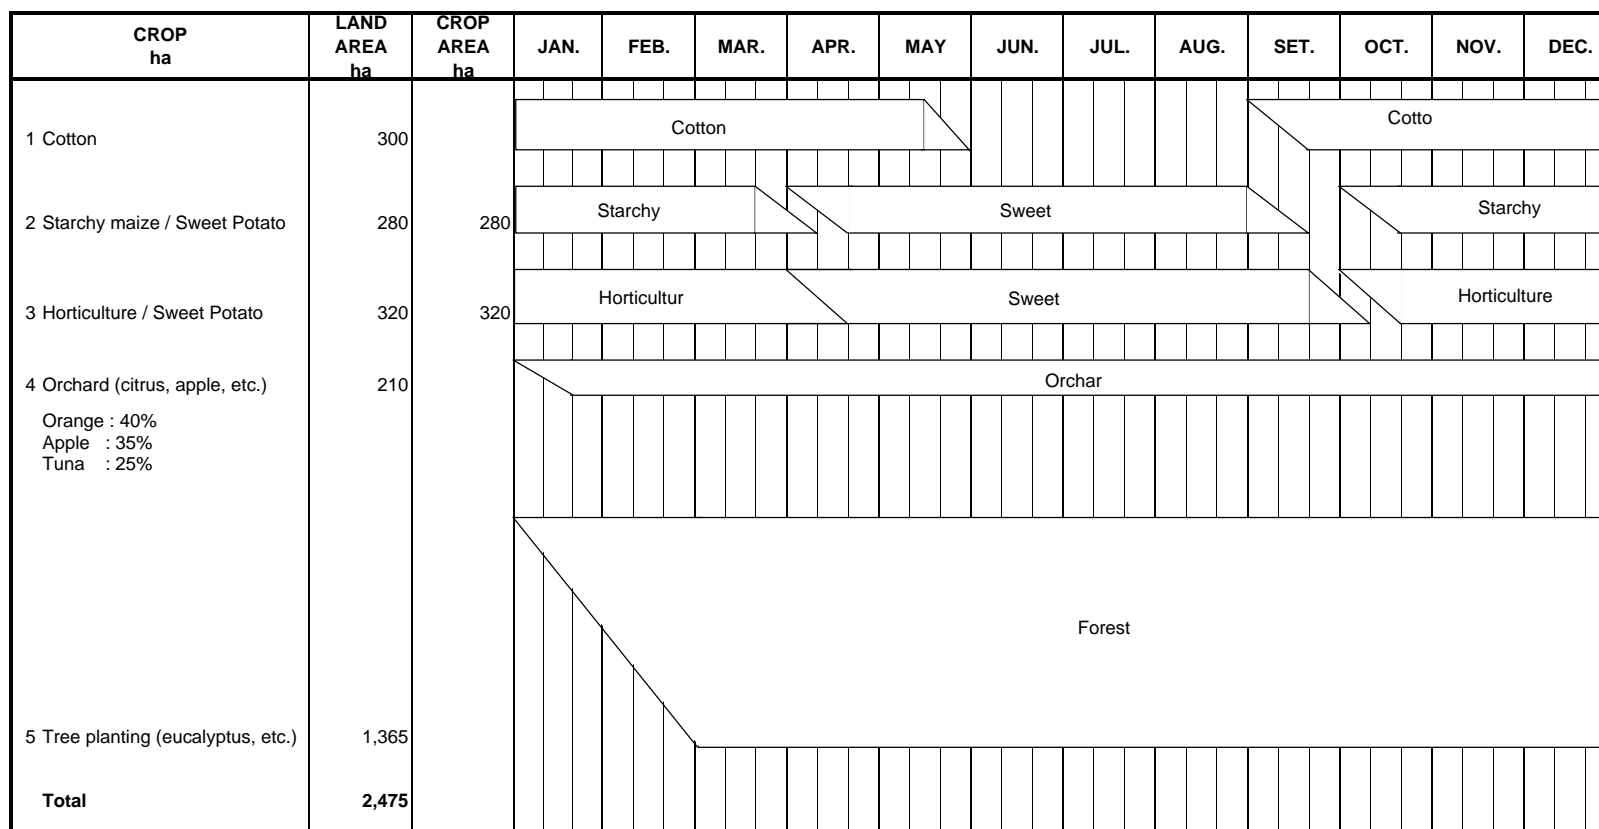 CROP ha LAND AREA ha CROP AREA ha JAN. FEB. MAR. APR. MAY JUN. JUL. AUG. SET. OCT. NOV. DEC.
Cotton Cotto
1 Cotton 300
Starchy Sweet Starchy
2 Starchy maize / Sweet Potato 280 280
Horticultur Sweet Horticulture
3 Horticulture / Sweet Potato 320 320
4 Orchard (citrus, apple, etc.) 210 Orchar
Orange : 40%
Apple : 35%
Tuna : 25%
Forest
5 Tree planting (eucalyptus, etc.) 1,365
Total 2,475